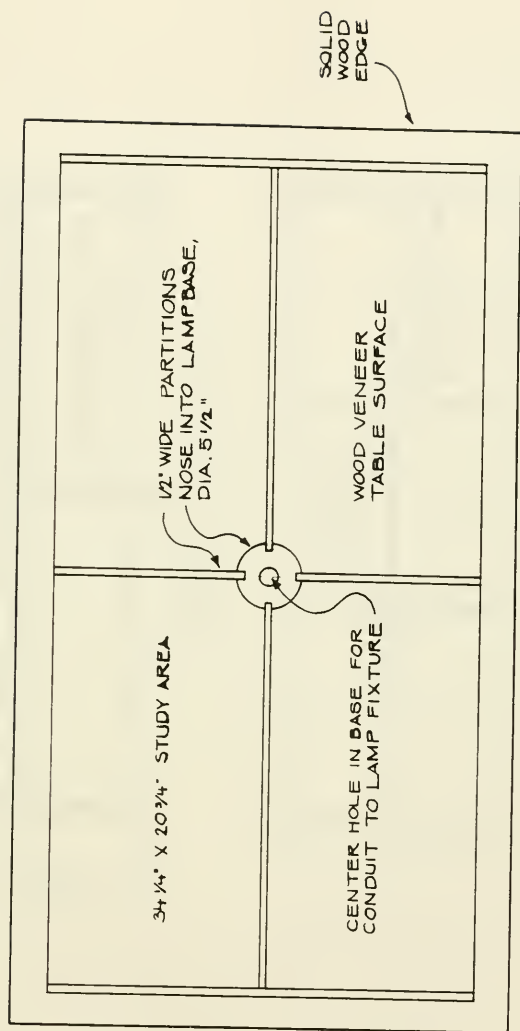 34 1/4" X 20 3/4" STUDY AREA
1/2" WIDE PARTITIONS
NOSE INTO LAMP BASE,
DIA. 5 1/2"
SOLID
WOOD
EDGE
CENTER HOLE IN BASE FOR
CONDUIT TO LAMP FIXTURE
WOOD VENEER
TABLE SURFACE